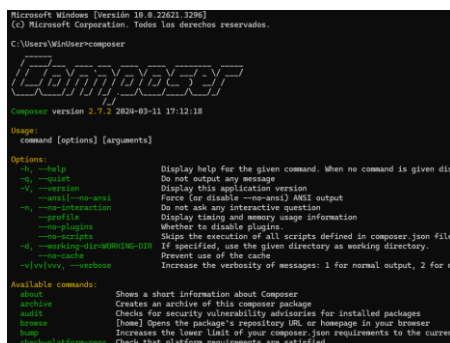 Microsoft Windows [Versión 10.0.22621.3296]
(c) Microsoft Corporation. Todos los derechos reservados.
C:\Users\WinUser>composer
Composer
Composer version 2.7.2 2024-03-11 17:12:18
Usage:
command [options] [arguments]
Options:
-h, --help Display help for the given command. When no command is given dis
-q, --quiet Do not output any message
-V, --version Display this application version
--ansi|--no-ansi Force (or disable --no-ansi) ANSI output
-n, --no-interaction Do not ask any interactive question
--profile Display timing and memory usage information
--no-plugins Whether to disable plugins.
--no-scripts Skips the execution of all scripts defined in composer.json file
-d, --working-dir=WORKING-DIR If specified, use the given directory as working directory.
--no-cache Prevent use of the cache
-v|vv|vvv, --verbose Increase the verbosity of messages: 1 for normal output, 2 for m
Available commands:
about Shows a short information about Composer
archive Creates an archive of this composer package
audit Checks for security vulnerability advisories for installed packages
browse [home] Opens the package's repository URL or homepage in your browser
bump Increases the lower limit of your composer.json requirements to the curren
check-platform-reqs Check that platform requirements are satisfied